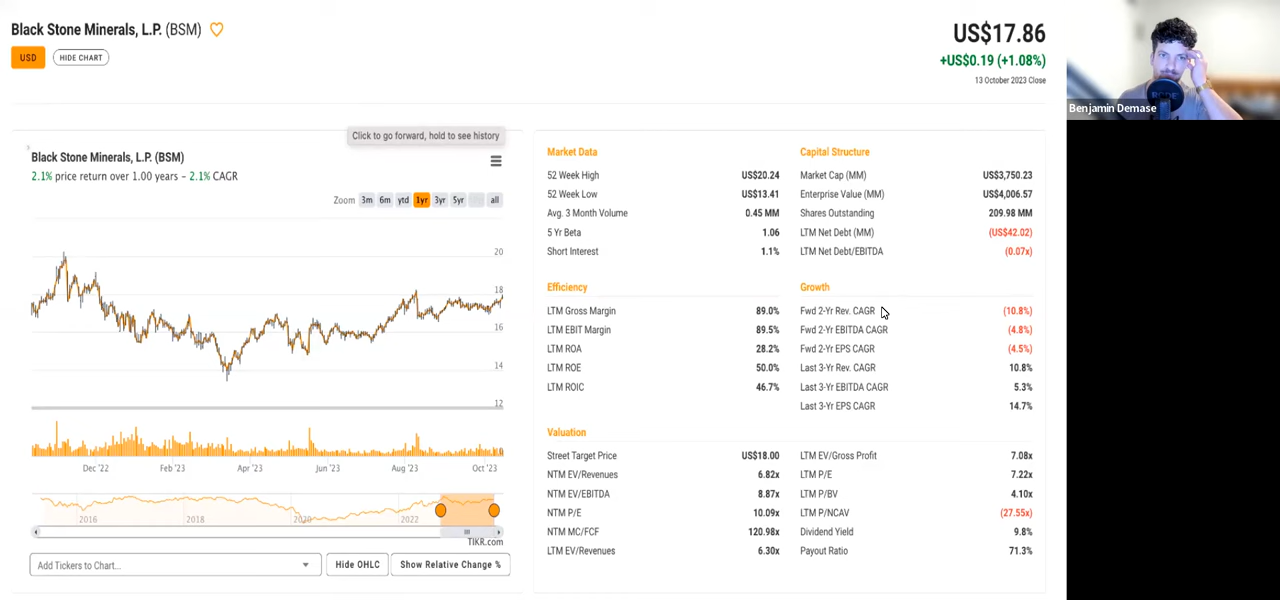 Black Stone Minerals, L.P. (BSM)
USD
HIDE CHART
US$17.86
+US$0.19 (+1.08%)
13 October 2023 Close
Benjamin Demase
Click to go forward, hold to see history
Black Stone Minerals, L.P. (BSM)
2.1% price return over 1.00 years - 2.1% CAGR
Zoom 3m 6m ytd 1yr 3yr 5yr all
20
18
16
14
12
0
Dec '22 Feb '23 Apr '23 Jun '23 Aug '23 Oct '23
2016 2018 2020 2022
TIKR.com
Add Tickers to Chart...
Hide OHLC
Show Relative Change %
Market Data
52 Week High US$20.24
52 Week Low US$13.41
Avg. 3 Month Volume 0.45 MM
5 Yr Beta 1.06
Short Interest 1.1%
Capital Structure
Market Cap (MM) US$3,750.23
Enterprise Value (MM) US$4,006.57
Shares Outstanding 209.98 MM
LTM Net Debt (MM) (US$42.02)
LTM Net Debt/EBITDA (0.07x)
Efficiency
LTM Gross Margin 89.0%
LTM EBIT Margin 89.5%
LTM ROA 28.2%
LTM ROE 50.0%
LTM ROIC 46.7%
Growth
Fwd 2-Yr Rev. CAGR (10.8%)
Fwd 2-Yr EBITDA CAGR (4.8%)
Fwd 2-Yr EPS CAGR (4.5%)
Last 3-Yr Rev. CAGR 10.8%
Last 3-Yr EBITDA CAGR 5.3%
Last 3-Yr EPS CAGR 14.7%
Valuation
Street Target Price US$18.00
NTM EV/Revenues 6.82x
NTM EV/EBITDA 8.87x
NTM P/E 10.09x
NTM MC/FCF 120.98x
LTM EV/Revenues 6.30x
LTM EV/Gross Profit 7.08x
LTM P/E 7.22x
LTM P/BV 4.10x
LTM P/NCAV (27.55x)
Dividend Yield 9.8%
Payout Ratio 71.3%